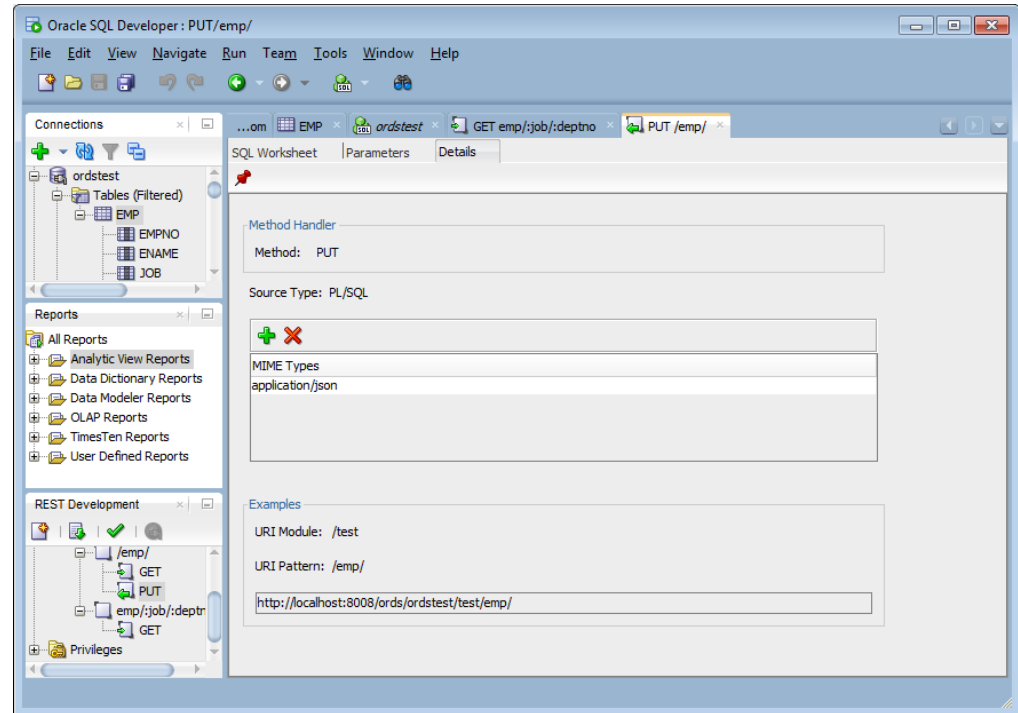 Oracle SQL Developer : PUT/emp/
File Edit View Navigate Run Team Tools Window Help
SQL
Connections
...om EMP ordstest GET emp/:job/:deptno PUT /emp/
SQL
SQL Worksheet Parameters Details
ordstest
Tables (Filtered)
EMP
EMPNO
ENAME
JOB
Method Handler
Method: PUT
Source Type: PL/SQL
MIME Types
application/json
Reports
All Reports
Analytic View Reports
Data Dictionary Reports
Data Modeler Reports
OLAP Reports
TimesTen Reports
User Defined Reports
REST Development
/emp/
GET
PUT
emp/:job/:deptn
GET
Privileges
Examples
URI Module: /test
URI Pattern: /emp/
http://localhost:8008/ords/ordstest/test/emp/